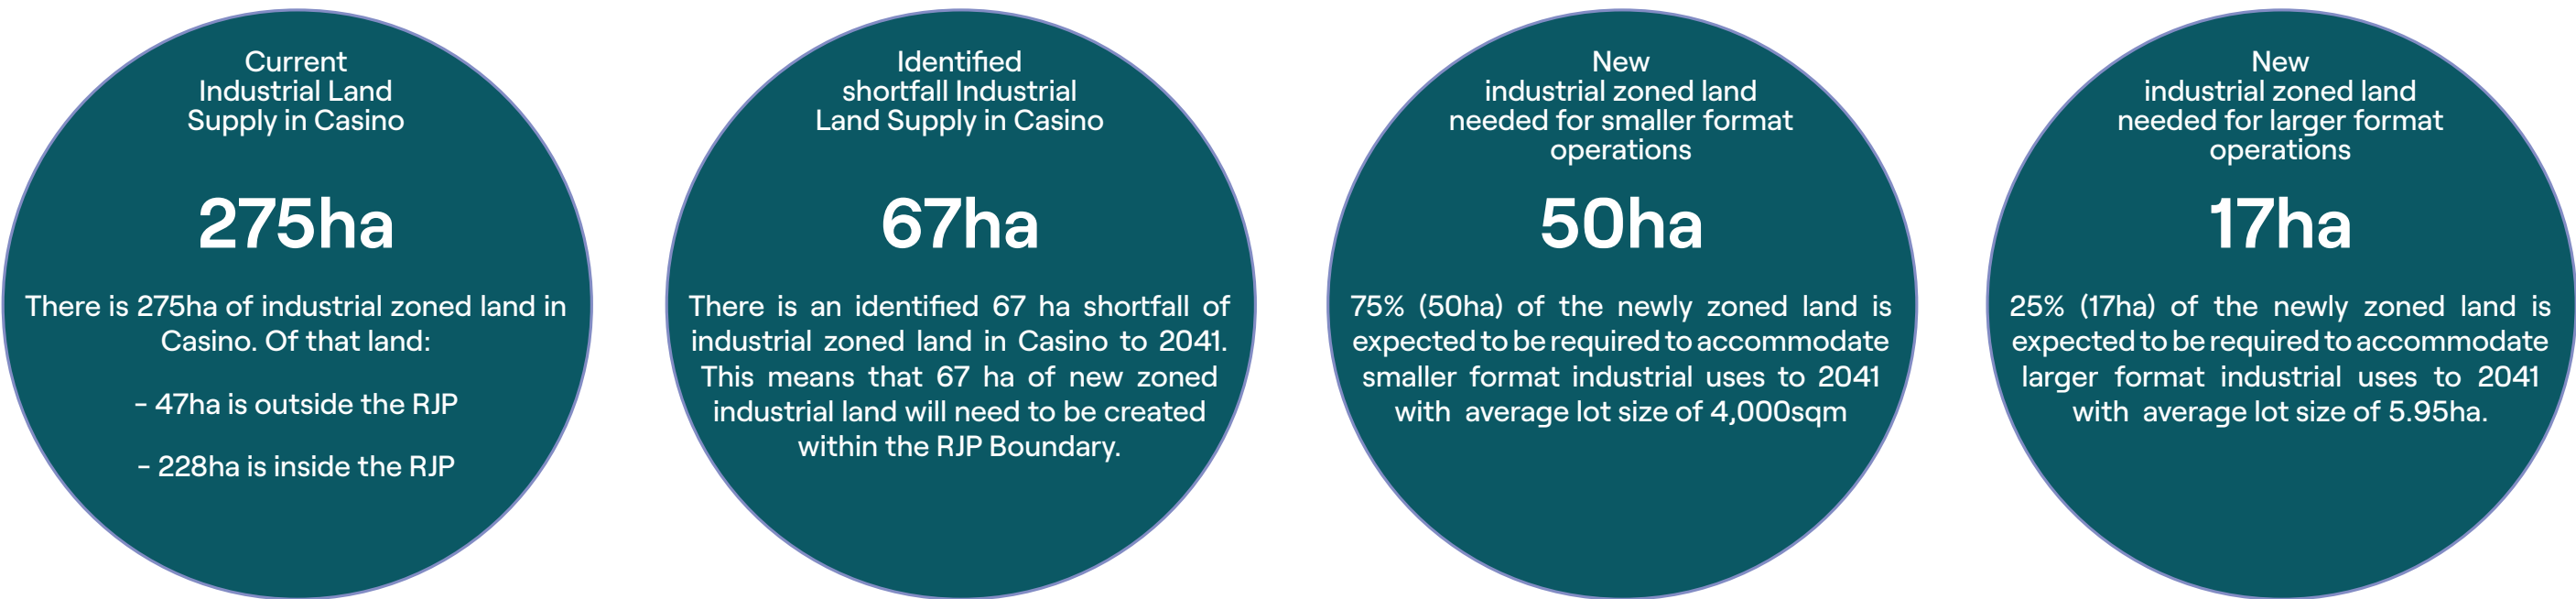 Current
Industrial Land
Supply in Casino
275ha
There is 275ha of industrial zoned land in
Casino. Of that land:
- 47ha is outside the RJP
- 228ha is inside the RJP
Identified
shortfall Industrial
Land Supply in Casino
67ha
There is an identified 67 ha shortfall of
industrial zoned land in Casino to 2041.
This means that 67 ha of new zoned
industrial land will need to be created
within the RJP Boundary.
New
industrial zoned land
needed for smaller format
operations
50ha
75% (50ha) of the newly zoned land is
expected to be required to accommodate
smaller format industrial uses to 2041
with average lot size of 4,000sqm
New
industrial zoned land
needed for larger format
operations
17ha
25% (17ha) of the newly zoned land is
expected to be required to accommodate
larger format industrial uses to 2041
with average lot size of 5.95ha.